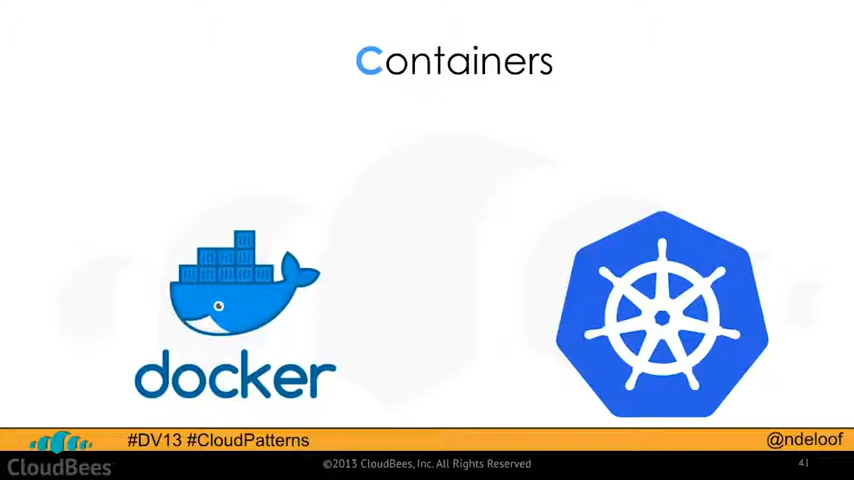 Containers
docker
#DV13 #CloudPatterns
@ndeloof
CloudBees
©2013 CloudBees, Inc. All Rights Reserved
41